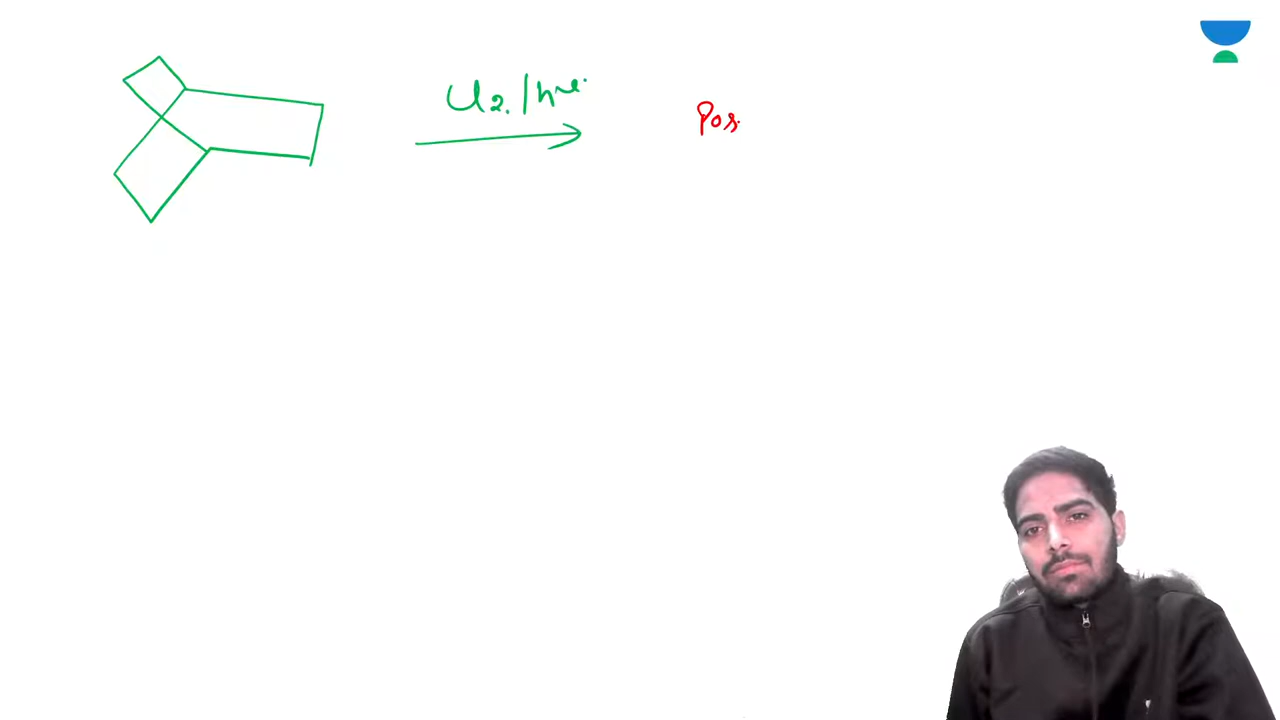 Cl2. / hν.
Pos.